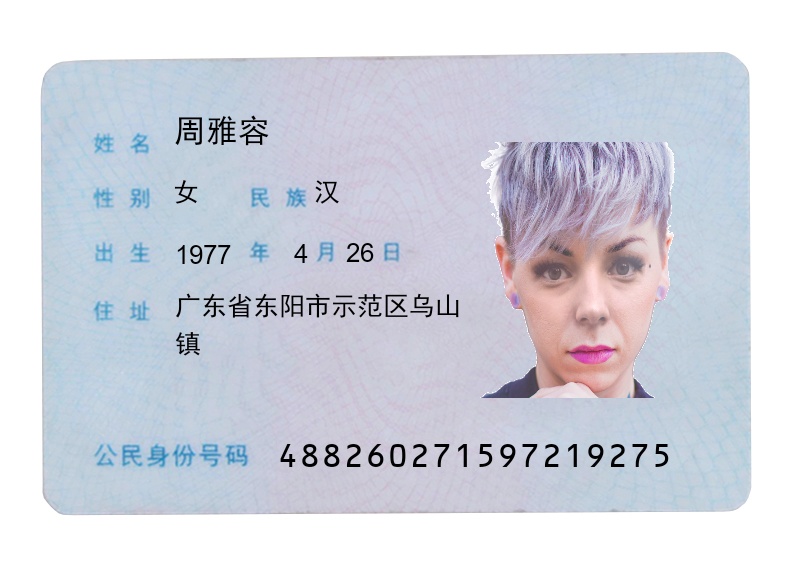 姓名 周雅容
性别 女 民族 汉
出生 1977 年 4 月 26 日
住址 广东省东阳市示范区乌山
镇
公民身份号码 488260271597219275